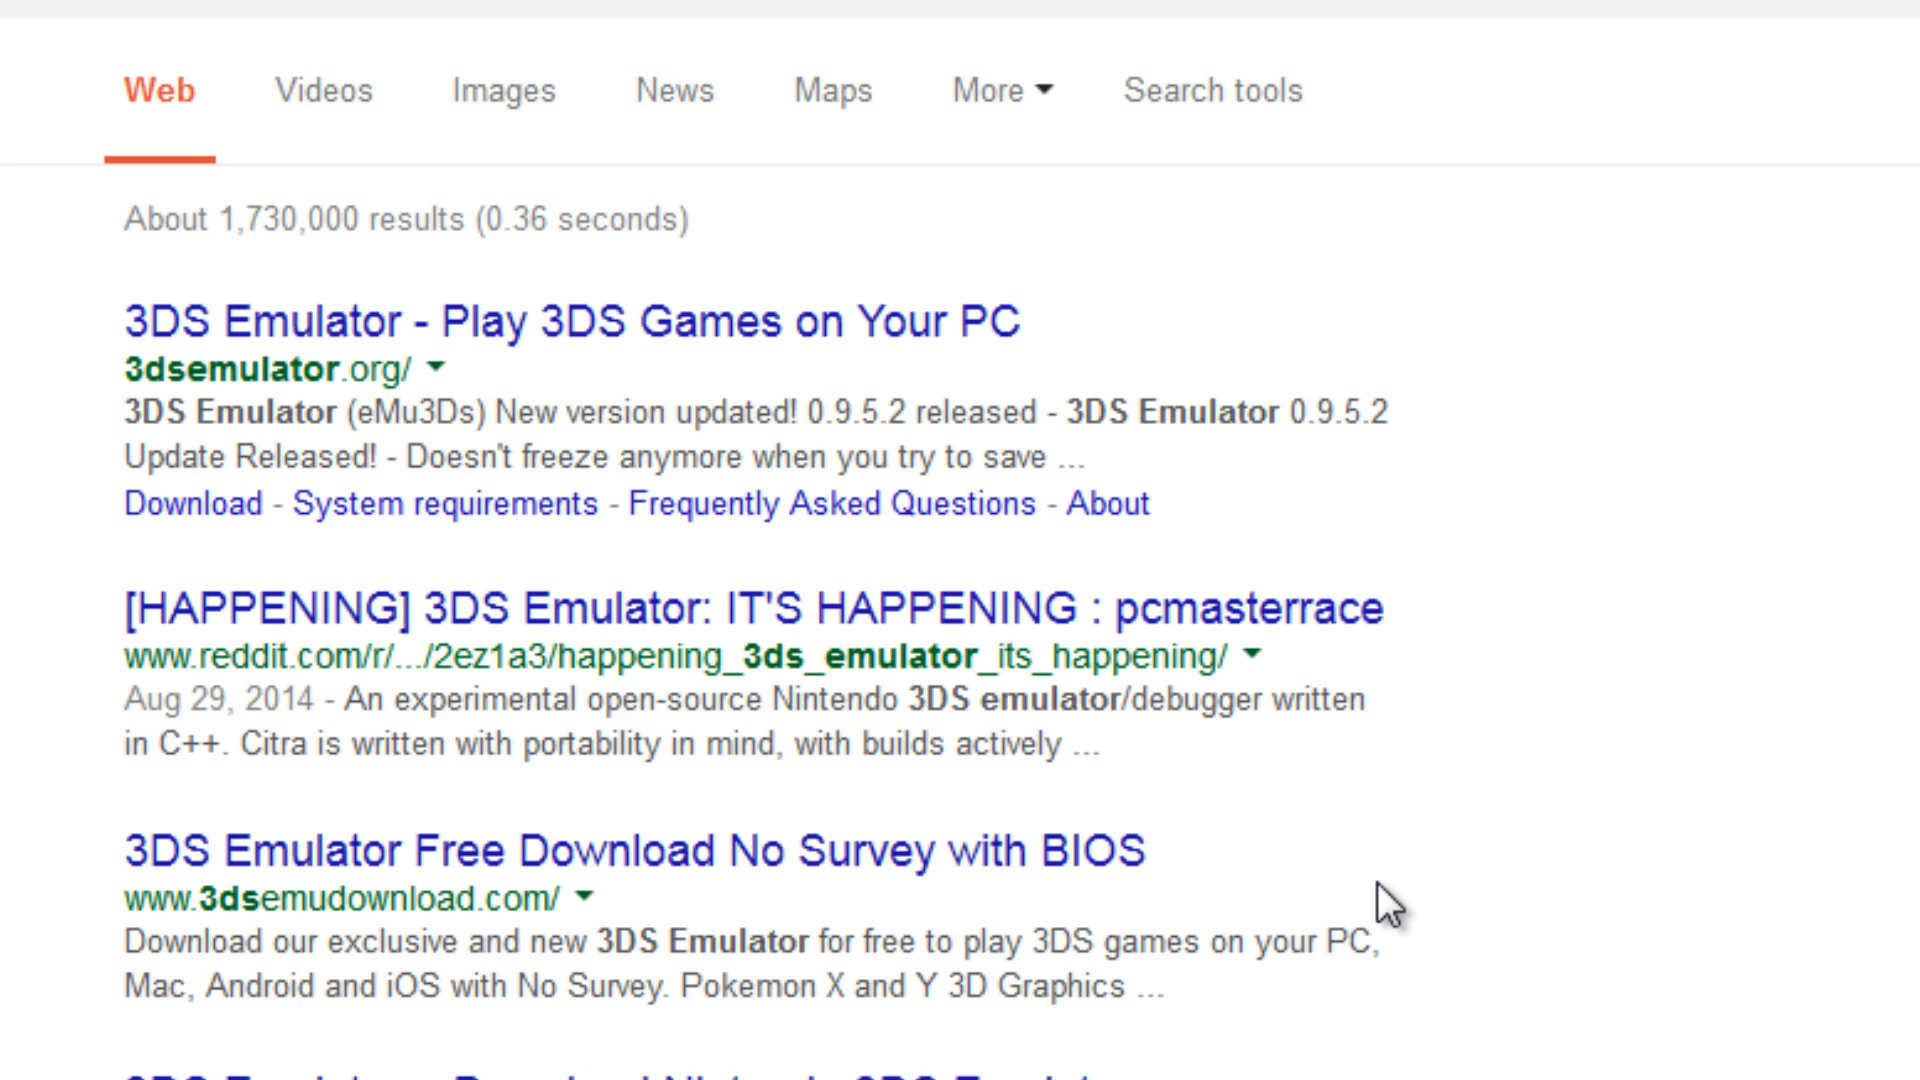 Web Videos Images News Maps More Search tools
About 1,730,000 results (0.36 seconds)
3DS Emulator - Play 3DS Games on Your PC
3dsemulator.org/
3DS Emulator (eMu3Ds) New version updated! 0.9.5.2 released - 3DS Emulator 0.9.5.2
Update Released! - Doesn't freeze anymore when you try to save ...
Download - System requirements - Frequently Asked Questions - About
[HAPPENING] 3DS Emulator: IT'S HAPPENING : pcmasterrace
www.reddit.com/r/.../2ez1a3/happening_3ds_emulator_its_happening/
Aug 29, 2014 - An experimental open-source Nintendo 3DS emulator/debugger written
in C++. Citra is written with portability in mind, with builds actively ...
3DS Emulator Free Download No Survey with BIOS
www.3dsemudownload.com/
Download our exclusive and new 3DS Emulator for free to play 3DS games on your PC,
Mac, Android and iOS with No Survey. Pokemon X and Y 3D Graphics ...